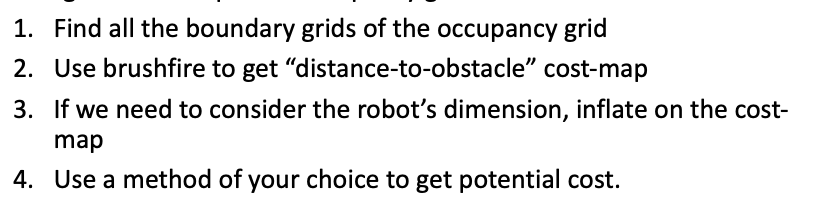 1. Find all the boundary grids of the occupancy grid
2. Use brushfire to get “distance-to-obstacle” cost-map
3. If we need to consider the robot’s dimension, inflate on the cost-
map
4. Use a method of your choice to get potential cost.